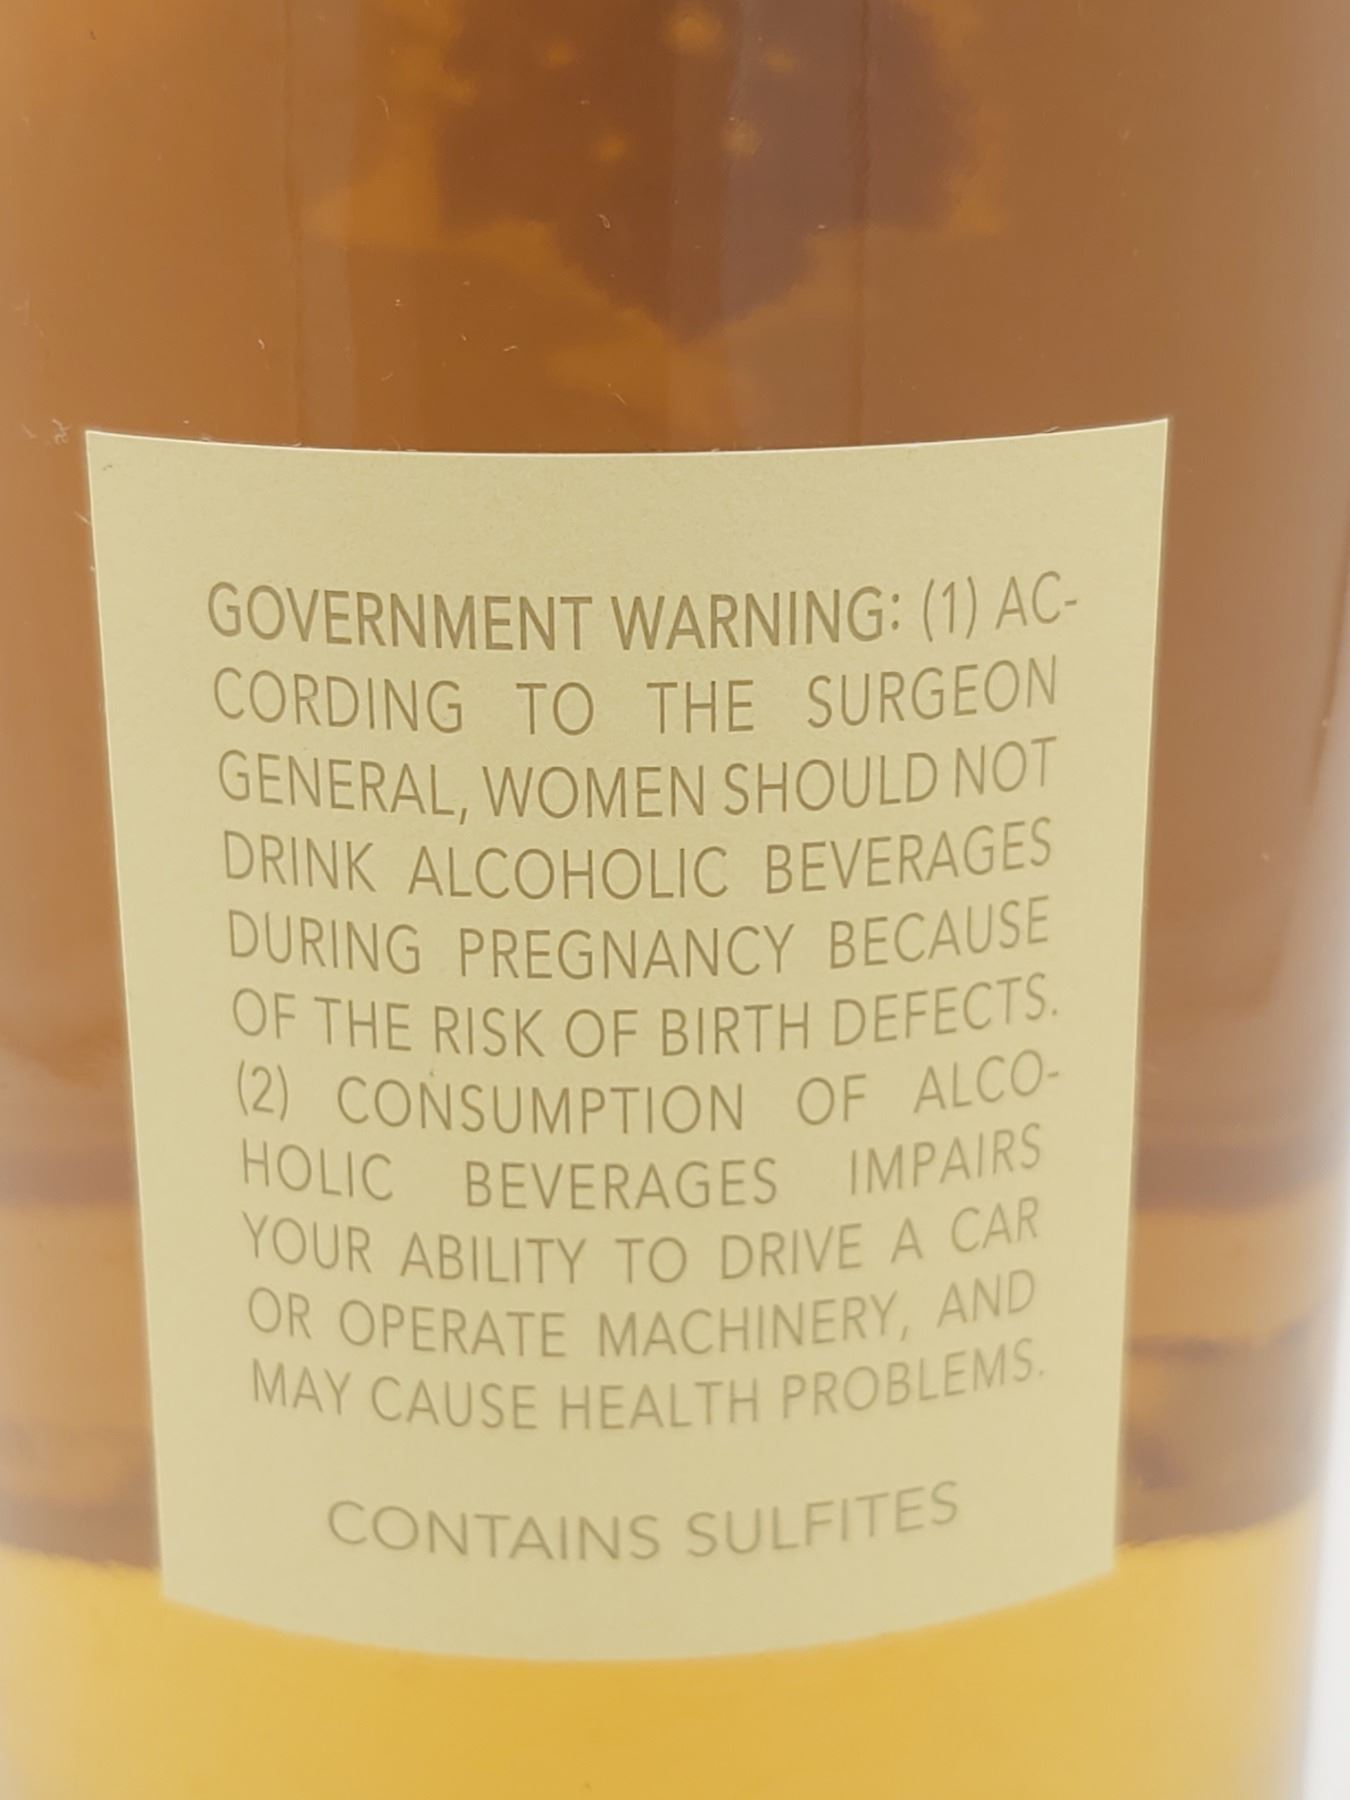 GOVERNMENT WARNING: (1) AC-
CORDING TO THE SURGEON
GENERAL, WOMEN SHOULD NOT
DRINK ALCOHOLIC BEVERAGES
DURING PREGNANCY BECAUSE
OF THE RISK OF BIRTH DEFECTS.
(2) CONSUMPTION OF ALCO-
HOLIC BEVERAGES IMPAIRS
YOUR ABILITY TO DRIVE A CAR
OR OPERATE MACHINERY, AND
MAY CAUSE HEALTH PROBLEMS.
CONTAINS SULFITES